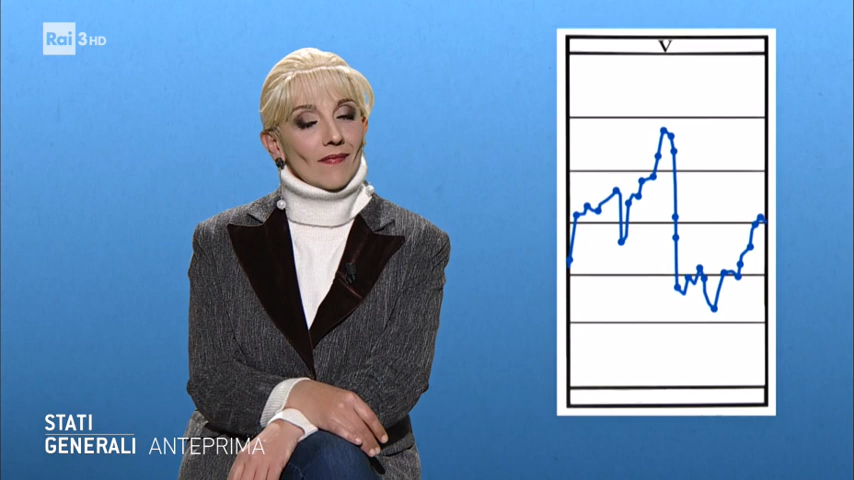 Rai 3 HD
V
STATI
GENERALI ANTEPRIMA